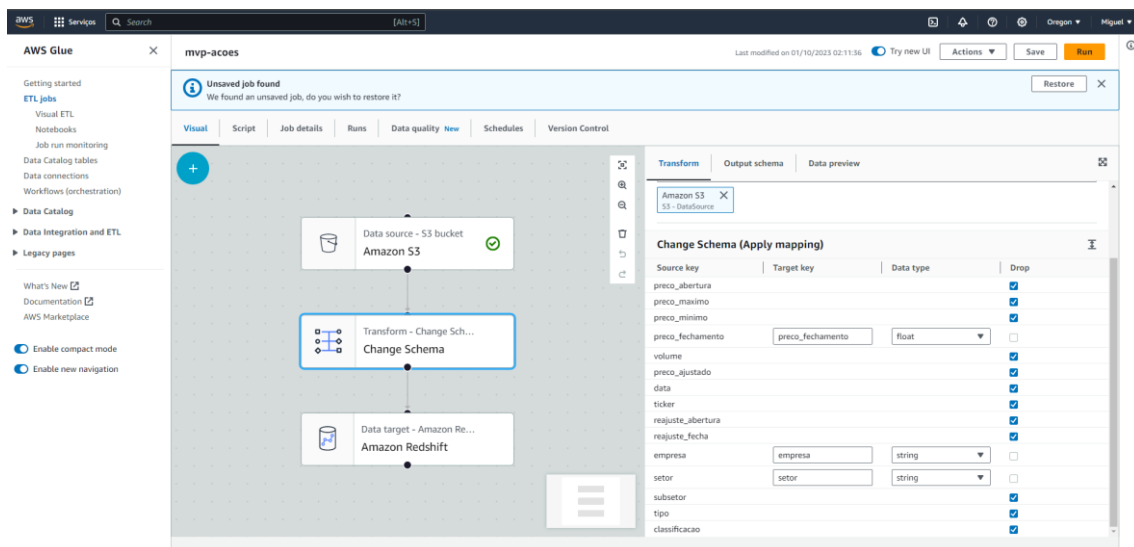 aws Serviços Search [Alt+S] Oregon Miguel
AWS Glue
Getting started
ETL jobs
Visual ETL
Notebooks
Job run monitoring
Data Catalog tables
Data connections
Workflows (orchestration)
Data Catalog
Data Integration and ETL
Legacy pages
What's New
Documentation
AWS Marketplace
Enable compact mode
Enable new navigation
mvp-acoes Last modified on 01/10/2023 02:11:36 Try new UI Actions Save Run
Unsaved job found
We found an unsaved job, do you wish to restore it? Restore
Visual Script Job details Runs Data quality New Schedules Version Control
Data source - S3 bucket
Amazon S3
Transform - Change Sch...
Change Schema
Data target - Amazon Re...
Amazon Redshift
Transform Output schema Data preview
Amazon S3
S3 - DataSource
Change Schema (Apply mapping)
Source key Target key Data type Drop
preco_abertura
preco_maximo
preco_minimo
preco_fechamento preco_fechamento float
volume
preco_ajustado
data
ticker
reajuste_abertura
reajuste_fecha
empresa empresa string
setor setor string
subsetor
tipo
classificacao